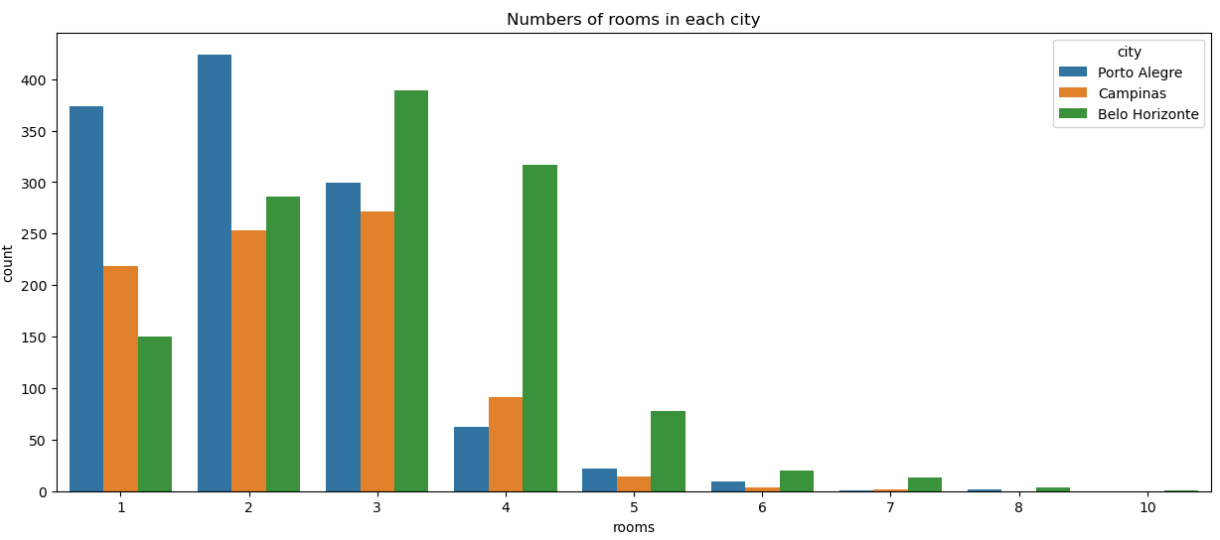 Numbers of rooms in each city
city
Porto Alegre
Campinas
Belo Horizonte
400
350
300
250
200
150
100
50
0
count
1 2 3 4 5 6 7 8 10
rooms